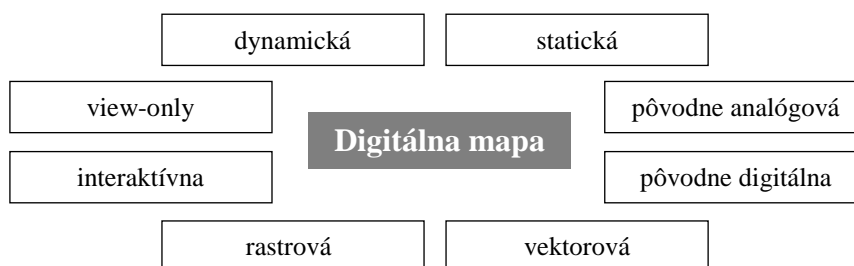 dynamická
statická
view-only
pôvodne analógová
Digitálna mapa
interaktívna
pôvodne digitálna
rastrová
vektorová